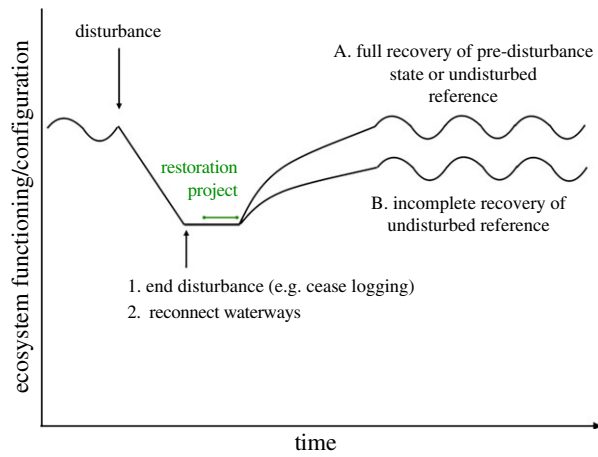 disturbance
A. full recovery of pre-disturbance
state or undisturbed
reference
restoration
project
B. incomplete recovery of
undisturbed reference
1. end disturbance (e.g. cease logging)
2. reconnect waterways
ecosystem functioning/configuration
time